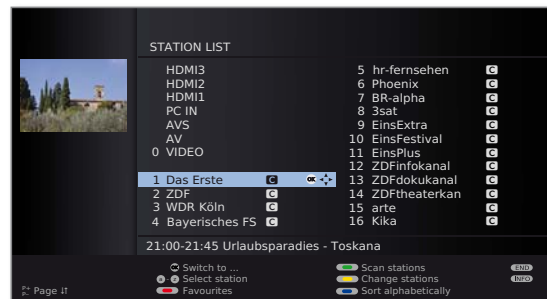 STATION LIST
HDMI3
HDMI2
HDMI1
PC IN
AVS
AV
0 VIDEO
1 Das Erste C OK
2 ZDF C
3 WDR Köln C
4 Bayerisches FS C
5 hr-fernsehen C
6 Phoenix C
7 BR-alpha C
8 3sat C
9 EinsExtra C
10 EinsFestival C
11 EinsPlus C
12 ZDFinfokanal C
13 ZDFdokukanal C
14 ZDFtheaterkan C
15 arte C
16 Kika C
21:00-21:45 Urlaubsparadies - Toskana
OK Switch to ...
Select station
Favourites
Scan stations
Change stations
Sort alphabetically
END
INFO
P+
P- Page